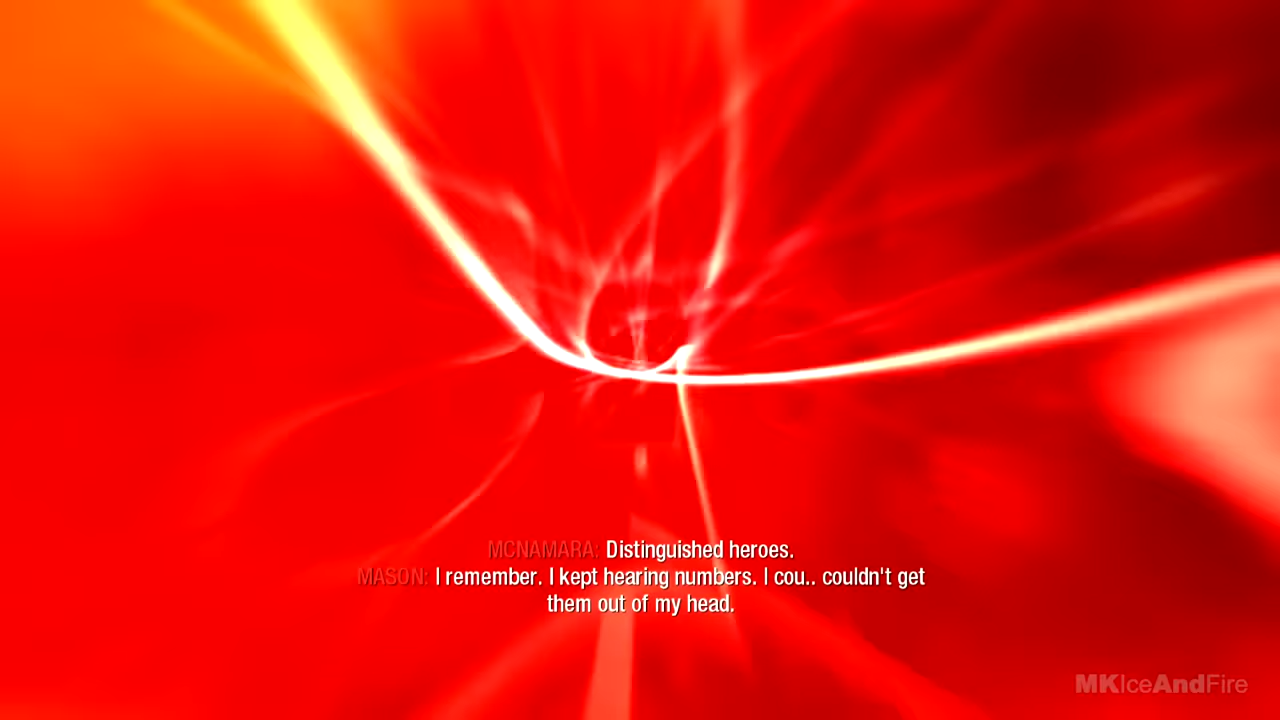 MCNAMARA: Distinguished heroes.
MASON: I remember. I kept hearing numbers. I cou.. couldn't get
them out of my head.
MKIceAndFire